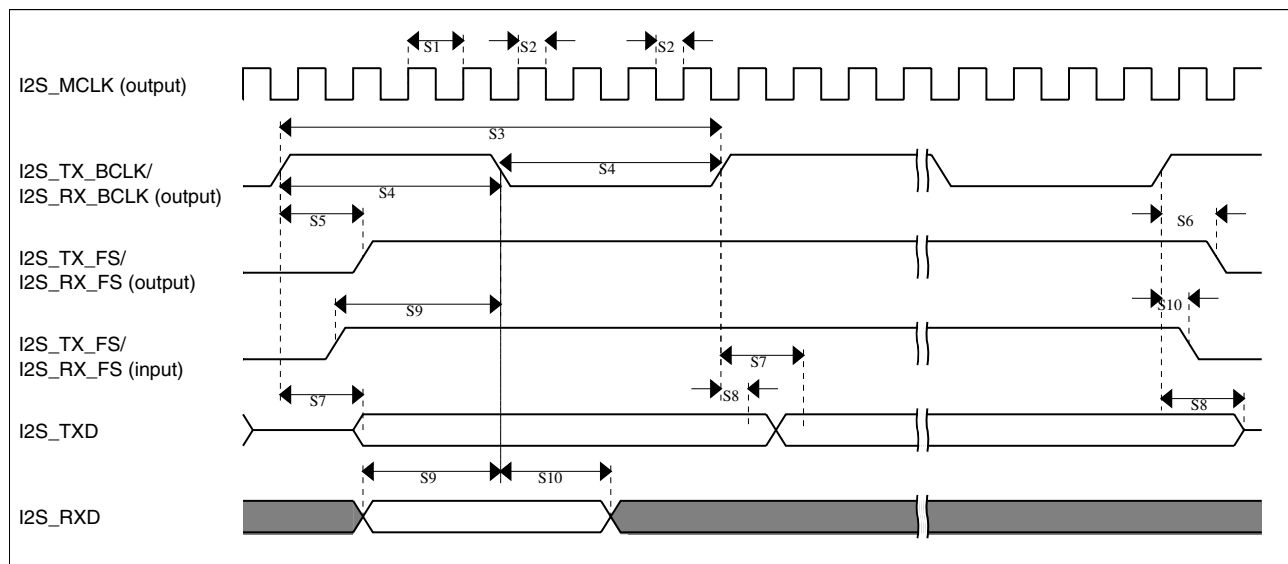 S1
S2
S2
I2S_MCLK (output)
S3
I2S_TX_BCLK/
I2S_RX_BCLK (output)
S4
S4
S5
S6
I2S_TX_FS/
I2S_RX_FS (output)
S9
S10
I2S_TX_FS/
I2S_RX_FS (input)
S7
S7
S8
S8
I2S_TXD
S9
S10
I2S_RXD